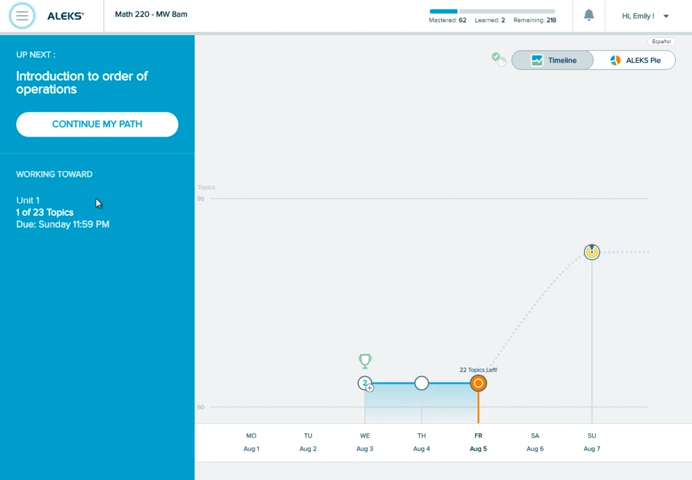 ALEKS®
Math 220 - MW 8am
Mastered: 62 Learned: 2 Remaining: 218
Hi, Emily !
Español
UP NEXT :
Introduction to order of
operations
CONTINUE MY PATH
WORKING TOWARD
Unit 1
1 of 23 Topics
Due: Sunday 11:59 PM
Timeline
ALEKS Pie
Topics
95
22 Topics Left!
2
60
MO TU WE TH FR SA SU
Aug 1 Aug 2 Aug 3 Aug 4 Aug 5 Aug 6 Aug 7